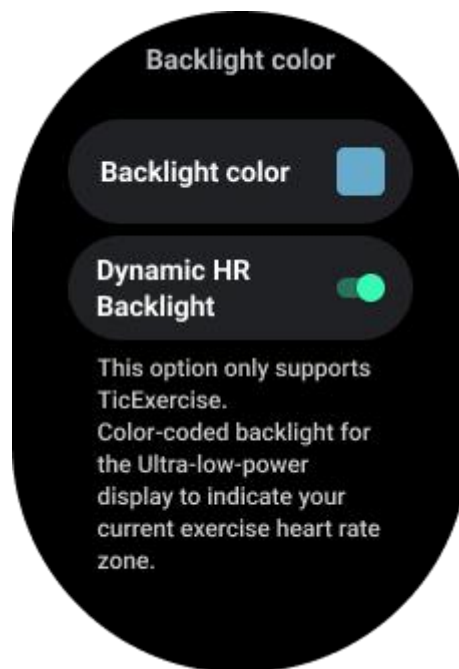 Backlight color
Backlight color
Dynamic HR
Backlight
This option only supports
TicExercise.
Color-coded backlight for
the Ultra-low-power
display to indicate your
current exercise heart rate
zone.